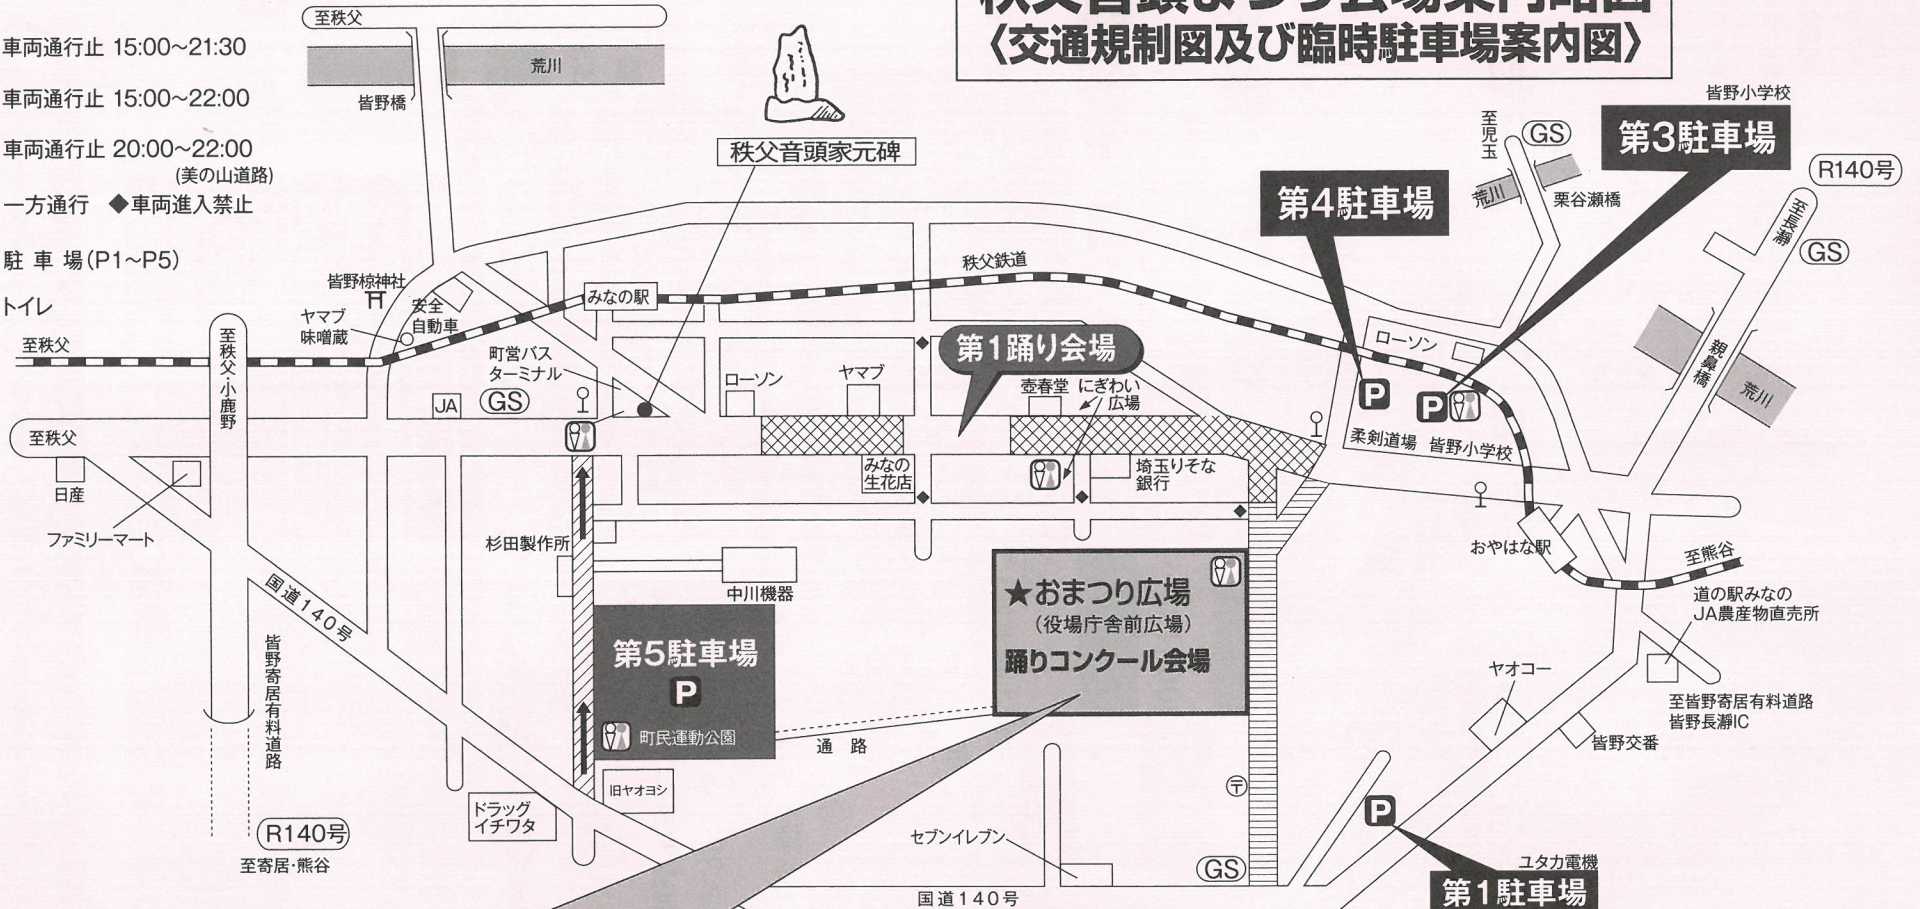 秩父音頭まつり会場案内略図
〈交通規制図及び臨時駐車場案内図〉
車両通行止 15:00〜21:30
車両通行止 15:00〜22:00
車両通行止 20:00〜22:00
(美の山道路)
一方通行 ◆車両進入禁止
駐車場(P1〜P5)
トイレ
至秩父
荒川
皆野橋
秩父音頭家元碑
皆野小学校
第3駐車場
至児玉
GS
荒川
栗谷瀬橋
R140号
至長瀞
GS
第4駐車場
秩父鉄道
皆野椋神社
安全
自動車
ヤマブ
味噌蔵
みなの駅
至秩父
至秩父・小鹿野
町営バス
ターミナル
JA
GS
ローソン
ヤマブ
第1踊り会場
壺春堂
にぎわい
広場
ローソン
P
P
柔剣道場
皆野小学校
親鼻橋
荒川
至秩父
日産
ファミリーマート
みなの
生花店
埼玉りそな
銀行
杉田製作所
中川機器
おやはな駅
至熊谷
道の駅みなの
JA農産物直売所
国道140号
皆野寄居有料道路
第5駐車場
P
町民運動公園
★おまつり広場
(役場庁舎前広場)
踊りコンクール会場
通路
ヤオコー
至皆野寄居有料道路
皆野長瀞IC
皆野交番
旧ヤオヨシ
ドラッグ
イチワタ
〒
R140号
至寄居・熊谷
セブンイレブン
GS
国道140号
P
ユタカ電機
第1駐車場